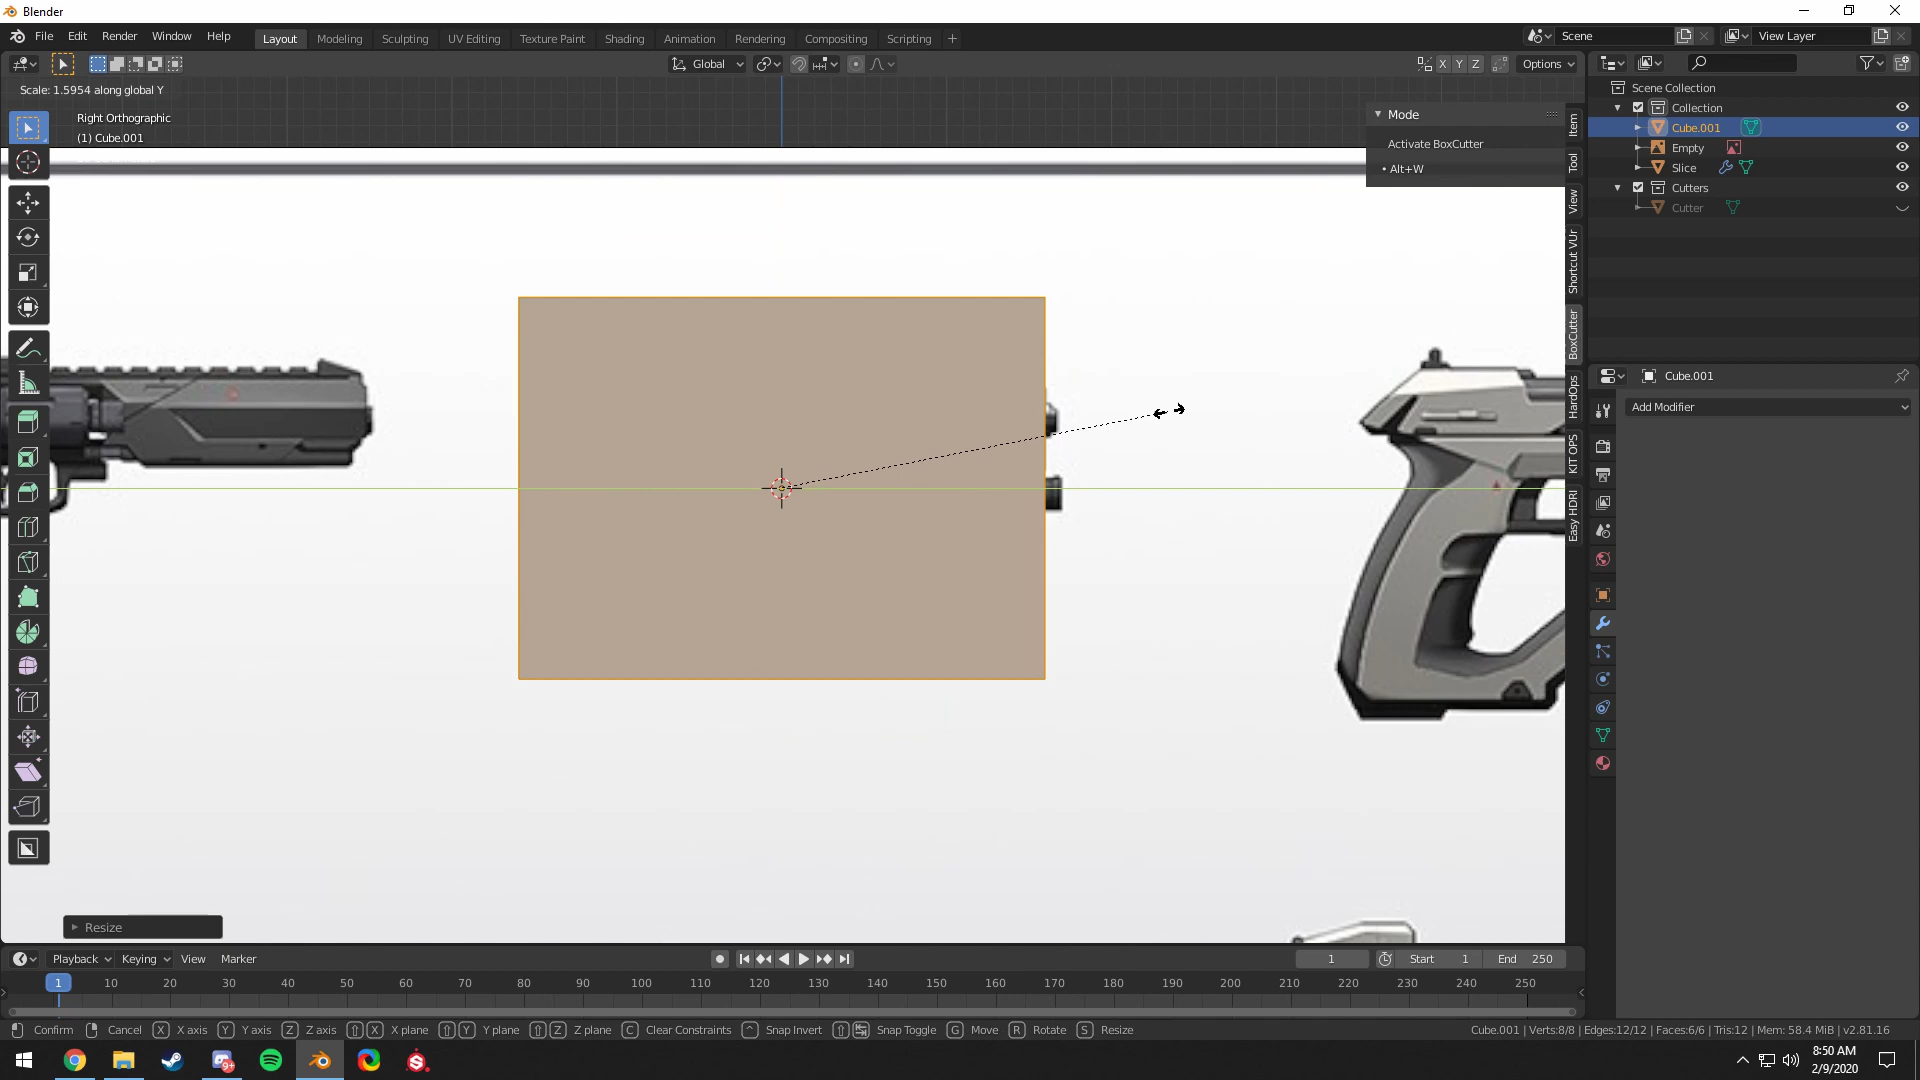 Blender
File Edit Render Window Help
Layout Modeling Sculpting UV Editing Texture Paint Shading Animation Rendering Compositing Scripting +
Scene
View Layer
Global
X Y Z
Options
Scale: 1.5954 along global Y
Right Orthographic
(1) Cube.001
Mode
Activate BoxCutter
• Alt+W
Item
Tool
View
Shortcut VUr
BoxCutter
HardOps
KIT OPS
Easy HDRI
Scene Collection
Collection
Cube.001
Empty
Slice
Cutters
Cutter
Cube.001
Add Modifier
Resize
Playback Keying View Marker
1
Start 1
End 250
1 10 20 30 40 50 60 70 80 90 100 110 120 130 140 150 160 170 180 190 200 210 220 230 240 250
Confirm Cancel X X axis Y Y axis Z Z axis X X plane Y Y plane Z Z plane C Clear Constraints Snap Invert Snap Toggle G Move R Rotate S Resize
Cube.001 | Verts:8/8 | Edges:12/12 | Faces:6/6 | Tris:12 | Mem: 58.4 MiB | v2.81.16
9+
8:50 AM
2/9/2020